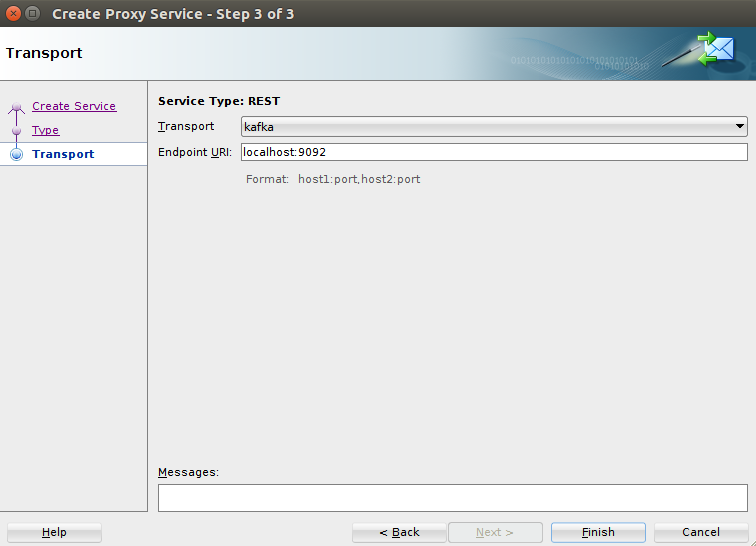 Create Proxy Service - Step 3 of 3
Transport
Create Service
Type
Transport
Service Type: REST
Transport kafka
Endpoint URI: localhost:9092
Format: host1:port,host2:port
Messages:
Help < Back Next > Finish Cancel